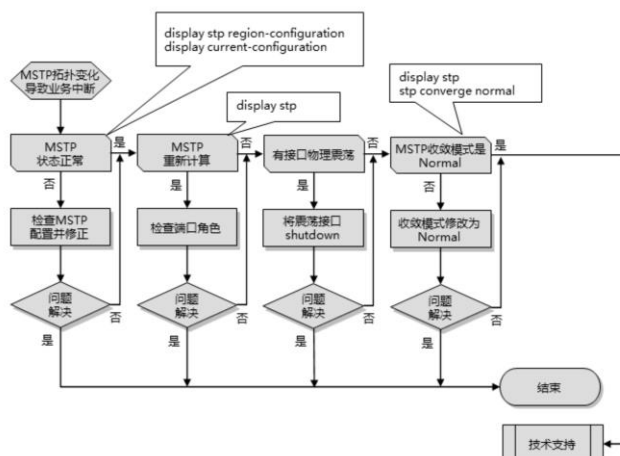 display stp region-configuration
display current-configuration
MSTP拓扑变化
导致业务中断
display stp
display stp
stp converge normal
MSTP
状态正常
是
MSTP
重新计算
否
有接口物理震荡
否
MSTP收敛模式是
Normal
是
否
是
是
否
检查MSTP
配置并修正
检查端口角色
将震荡接口
shutdown
收敛模式修改为
Normal
问题
解决
否
问题
解决
否
问题
解决
否
问题
解决
否
是
是
是
是
结束
技术支持